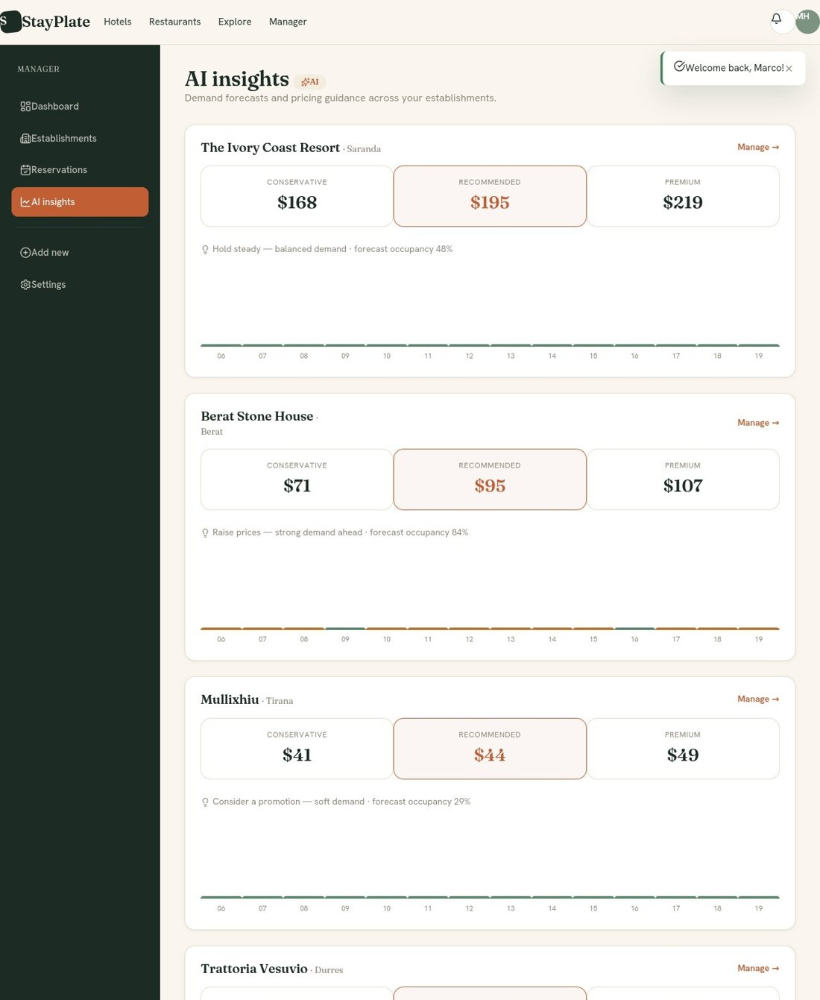 S StayPlate Hotels Restaurants Explore Manager MH
MANAGER
Dashboard
Establishments
Reservations
AI insights
Add new
Settings
Welcome back, Marco! ×
AI insights AI
Demand forecasts and pricing guidance across your establishments.
The Ivory Coast Resort · Saranda Manage →
CONSERVATIVE RECOMMENDED PREMIUM
$168 $195 $219
Hold steady — balanced demand · forecast occupancy 48%
06 07 08 09 10 11 12 13 14 15 16 17 18 19
Berat Stone House ·
Berat
Manage →
CONSERVATIVE RECOMMENDED PREMIUM
$71 $95 $107
Raise prices — strong demand ahead · forecast occupancy 84%
06 07 08 09 10 11 12 13 14 15 16 17 18 19
Mullixhiu · Tirana Manage →
CONSERVATIVE RECOMMENDED PREMIUM
$41 $44 $49
Consider a promotion — soft demand · forecast occupancy 29%
06 07 08 09 10 11 12 13 14 15 16 17 18 19
Trattoria Vesuvio · Durres Manage →